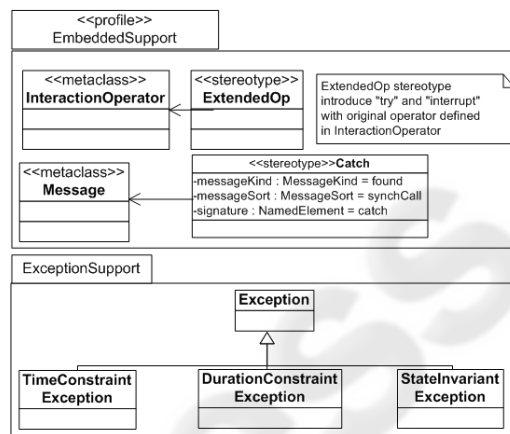 <<profile>>
EmbeddedSupport
<<metaclass>>
InteractionOperator
<<stereotype>>
ExtendedOp
ExtendedOp stereotype
introduce "try" and "interrupt"
with original operator defined
in InteractionOperator
<<metaclass>>
Message
<<stereotype>>Catch
-messageKind : MessageKind = found
-messageSort : MessageSort = synchCall
-signature : NamedElement = catch
ExceptionSupport
Exception
TimeConstraint
Exception
DurationConstraint
Exception
StateInvariant
Exception